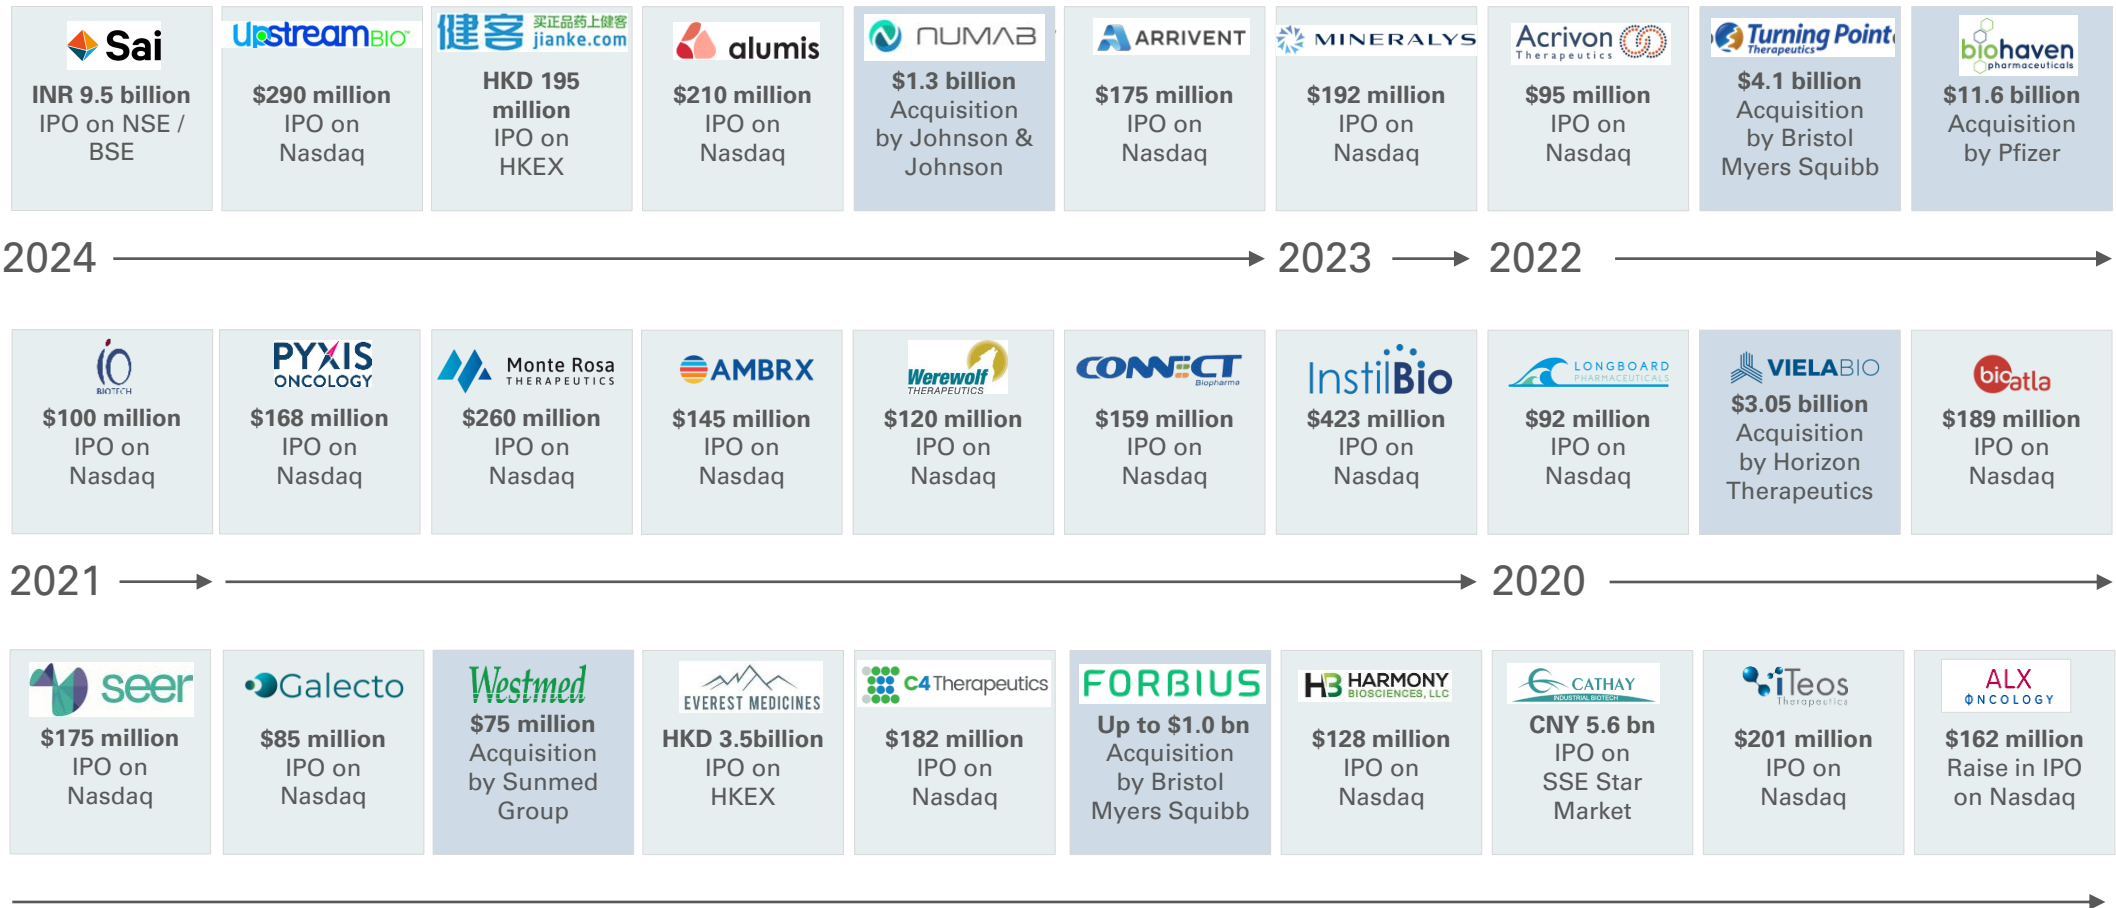 Sai
INR 9.5 billion
IPO on NSE /
BSE
UpstreamBIO
$290 million
IPO on
Nasdaq
健客 买正品药上健客
jianke.com
HKD 195
million
IPO on
HKEX
alumis
$210 million
IPO on
Nasdaq
NUMAB
$1.3 billion
Acquisition
by Johnson &
Johnson
ARRIVENT
$175 million
IPO on
Nasdaq
MINERALYS
$192 million
IPO on
Nasdaq
Acrivon
Therapeutics
$95 million
IPO on
Nasdaq
Turning Point
Therapeutics
$4.1 billion
Acquisition
by Bristol
Myers Squibb
biohaven
pharmaceuticals
$11.6 billion
Acquisition
by Pfizer
2024
2023
2022
iO
BIOTECH
$100 million
IPO on
Nasdaq
PYXIS
ONCOLOGY
$168 million
IPO on
Nasdaq
Monte Rosa
THERAPEUTICS
$260 million
IPO on
Nasdaq
AMBRX
$145 million
IPO on
Nasdaq
Werewolf
THERAPEUTICS
$120 million
IPO on
Nasdaq
CONNECT
Biopharma
$159 million
IPO on
Nasdaq
InstilBio
$423 million
IPO on
Nasdaq
LONGBOARD
PHARMACEUTICALS
$92 million
IPO on
Nasdaq
VIELABIO
$3.05 billion
Acquisition
by Horizon
Therapeutics
bioatla
$189 million
IPO on
Nasdaq
2021
2020
seer
$175 million
IPO on
Nasdaq
Galecto
$85 million
IPO on
Nasdaq
Westmed
$75 million
Acquisition
by Sunmed
Group
EVEREST MEDICINES
HKD 3.5billion
IPO on
HKEX
C4 Therapeutics
$182 million
IPO on
Nasdaq
FORBIUS
Up to $1.0 bn
Acquisition
by Bristol
Myers Squibb
HB HARMONY
BIOSCIENCES, LLC
$128 million
IPO on
Nasdaq
CATHAY
INDUSTRIAL BIOTECH
CNY 5.6 bn
IPO on
SSE Star
Market
iTeos
Therapeutics
$201 million
IPO on
Nasdaq
ALX
ONCOLOGY
$162 million
Raise in IPO
on Nasdaq